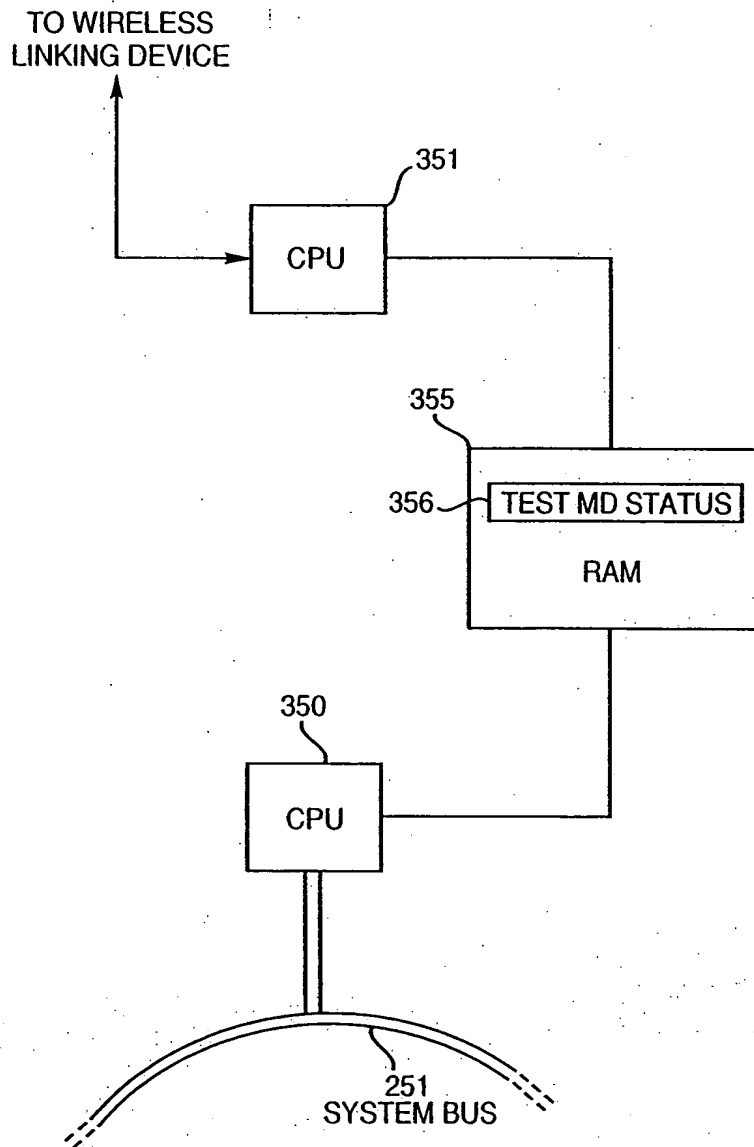 TO WIRELESS
LINKING DEVICE
351
CPU
355
356
TEST MD STATUS
RAM
350
CPU
251
SYSTEM BUS